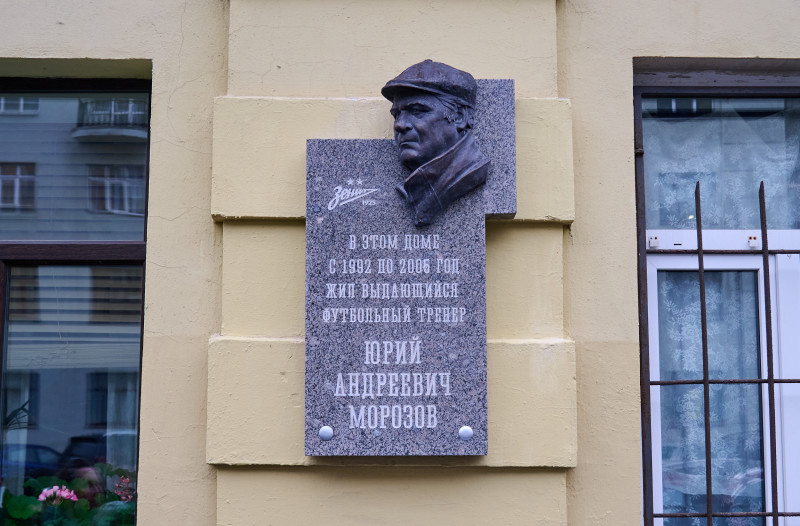 Зенит
1925
В ЭТОМ ДОМЕ
С 1992 ПО 2006 ГОД
ЖИЛ ВЫДАЮЩИЙСЯ
ФУТБОЛЬНЫЙ ТРЕНЕР
ЮРИЙ
АНДРЕЕВИЧ
МОРОЗОВ